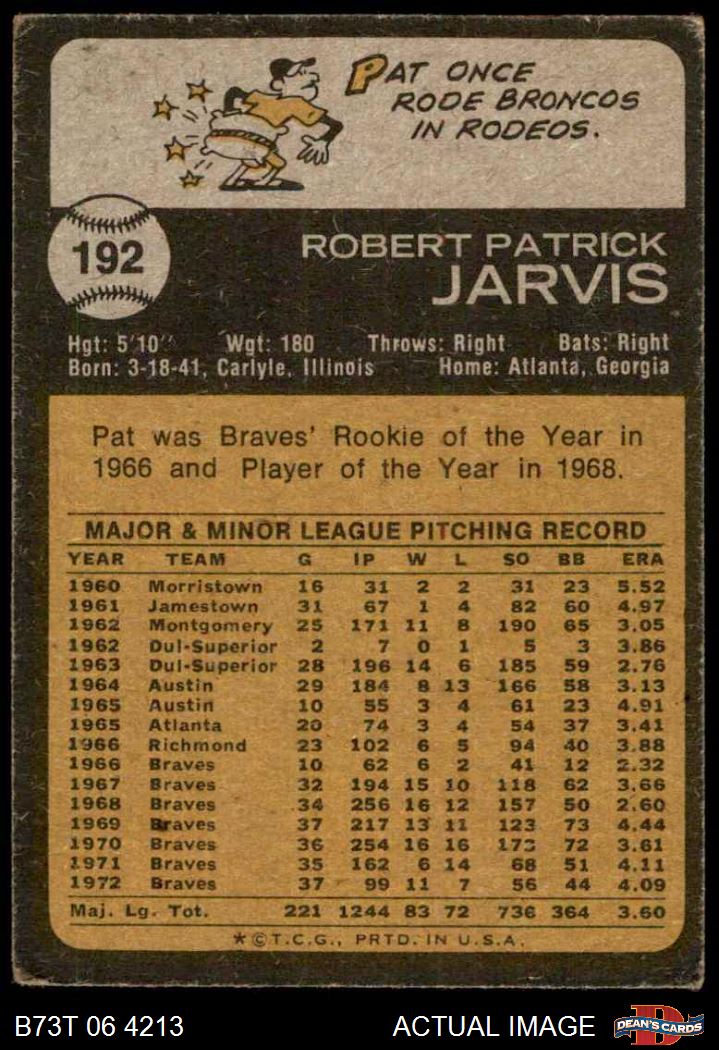 PAT ONCE
RODE BRONCOS
IN RODEOS.
192
ROBERT PATRICK
JARVIS
Hgt: 5'10" Wgt: 180 Throws: Right Bats: Right
Born: 3-18-41, Carlyle, Illinois Home: Atlanta, Georgia
Pat was Braves' Rookie of the Year in
1966 and Player of the Year in 1968.
MAJOR & MINOR LEAGUE PITCHING RECORD
YEAR TEAM G IP W L SO BB ERA
1960 Morristown 16 31 2 2 31 23 5.52
1961 Jamestown 31 67 1 4 82 60 4.97
1962 Montgomery 25 171 11 8 190 65 3.05
1962 Dul-Superior 2 7 0 1 5 3 3.86
1963 Dul-Superior 28 196 14 6 185 59 2.76
1964 Austin 29 184 8 13 166 58 3.13
1965 Austin 10 55 3 4 61 23 4.91
1965 Atlanta 20 74 3 4 54 37 3.41
1966 Richmond 23 102 6 5 94 40 3.88
1966 Braves 10 62 6 2 41 12 2.32
1967 Braves 32 194 15 10 118 62 3.66
1968 Braves 34 256 16 12 157 50 2.60
1969 Braves 37 217 13 11 123 73 4.44
1970 Braves 36 254 16 16 173 72 3.61
1971 Braves 35 162 6 14 68 51 4.11
1972 Braves 37 99 11 7 56 44 4.09
Maj. Lg. Tot. 221 1244 83 72 736 364 3.60
*©T.C.G., PRTD. IN U.S.A.
B73T 06 4213 ACTUAL IMAGE D DEAN'S CARDS